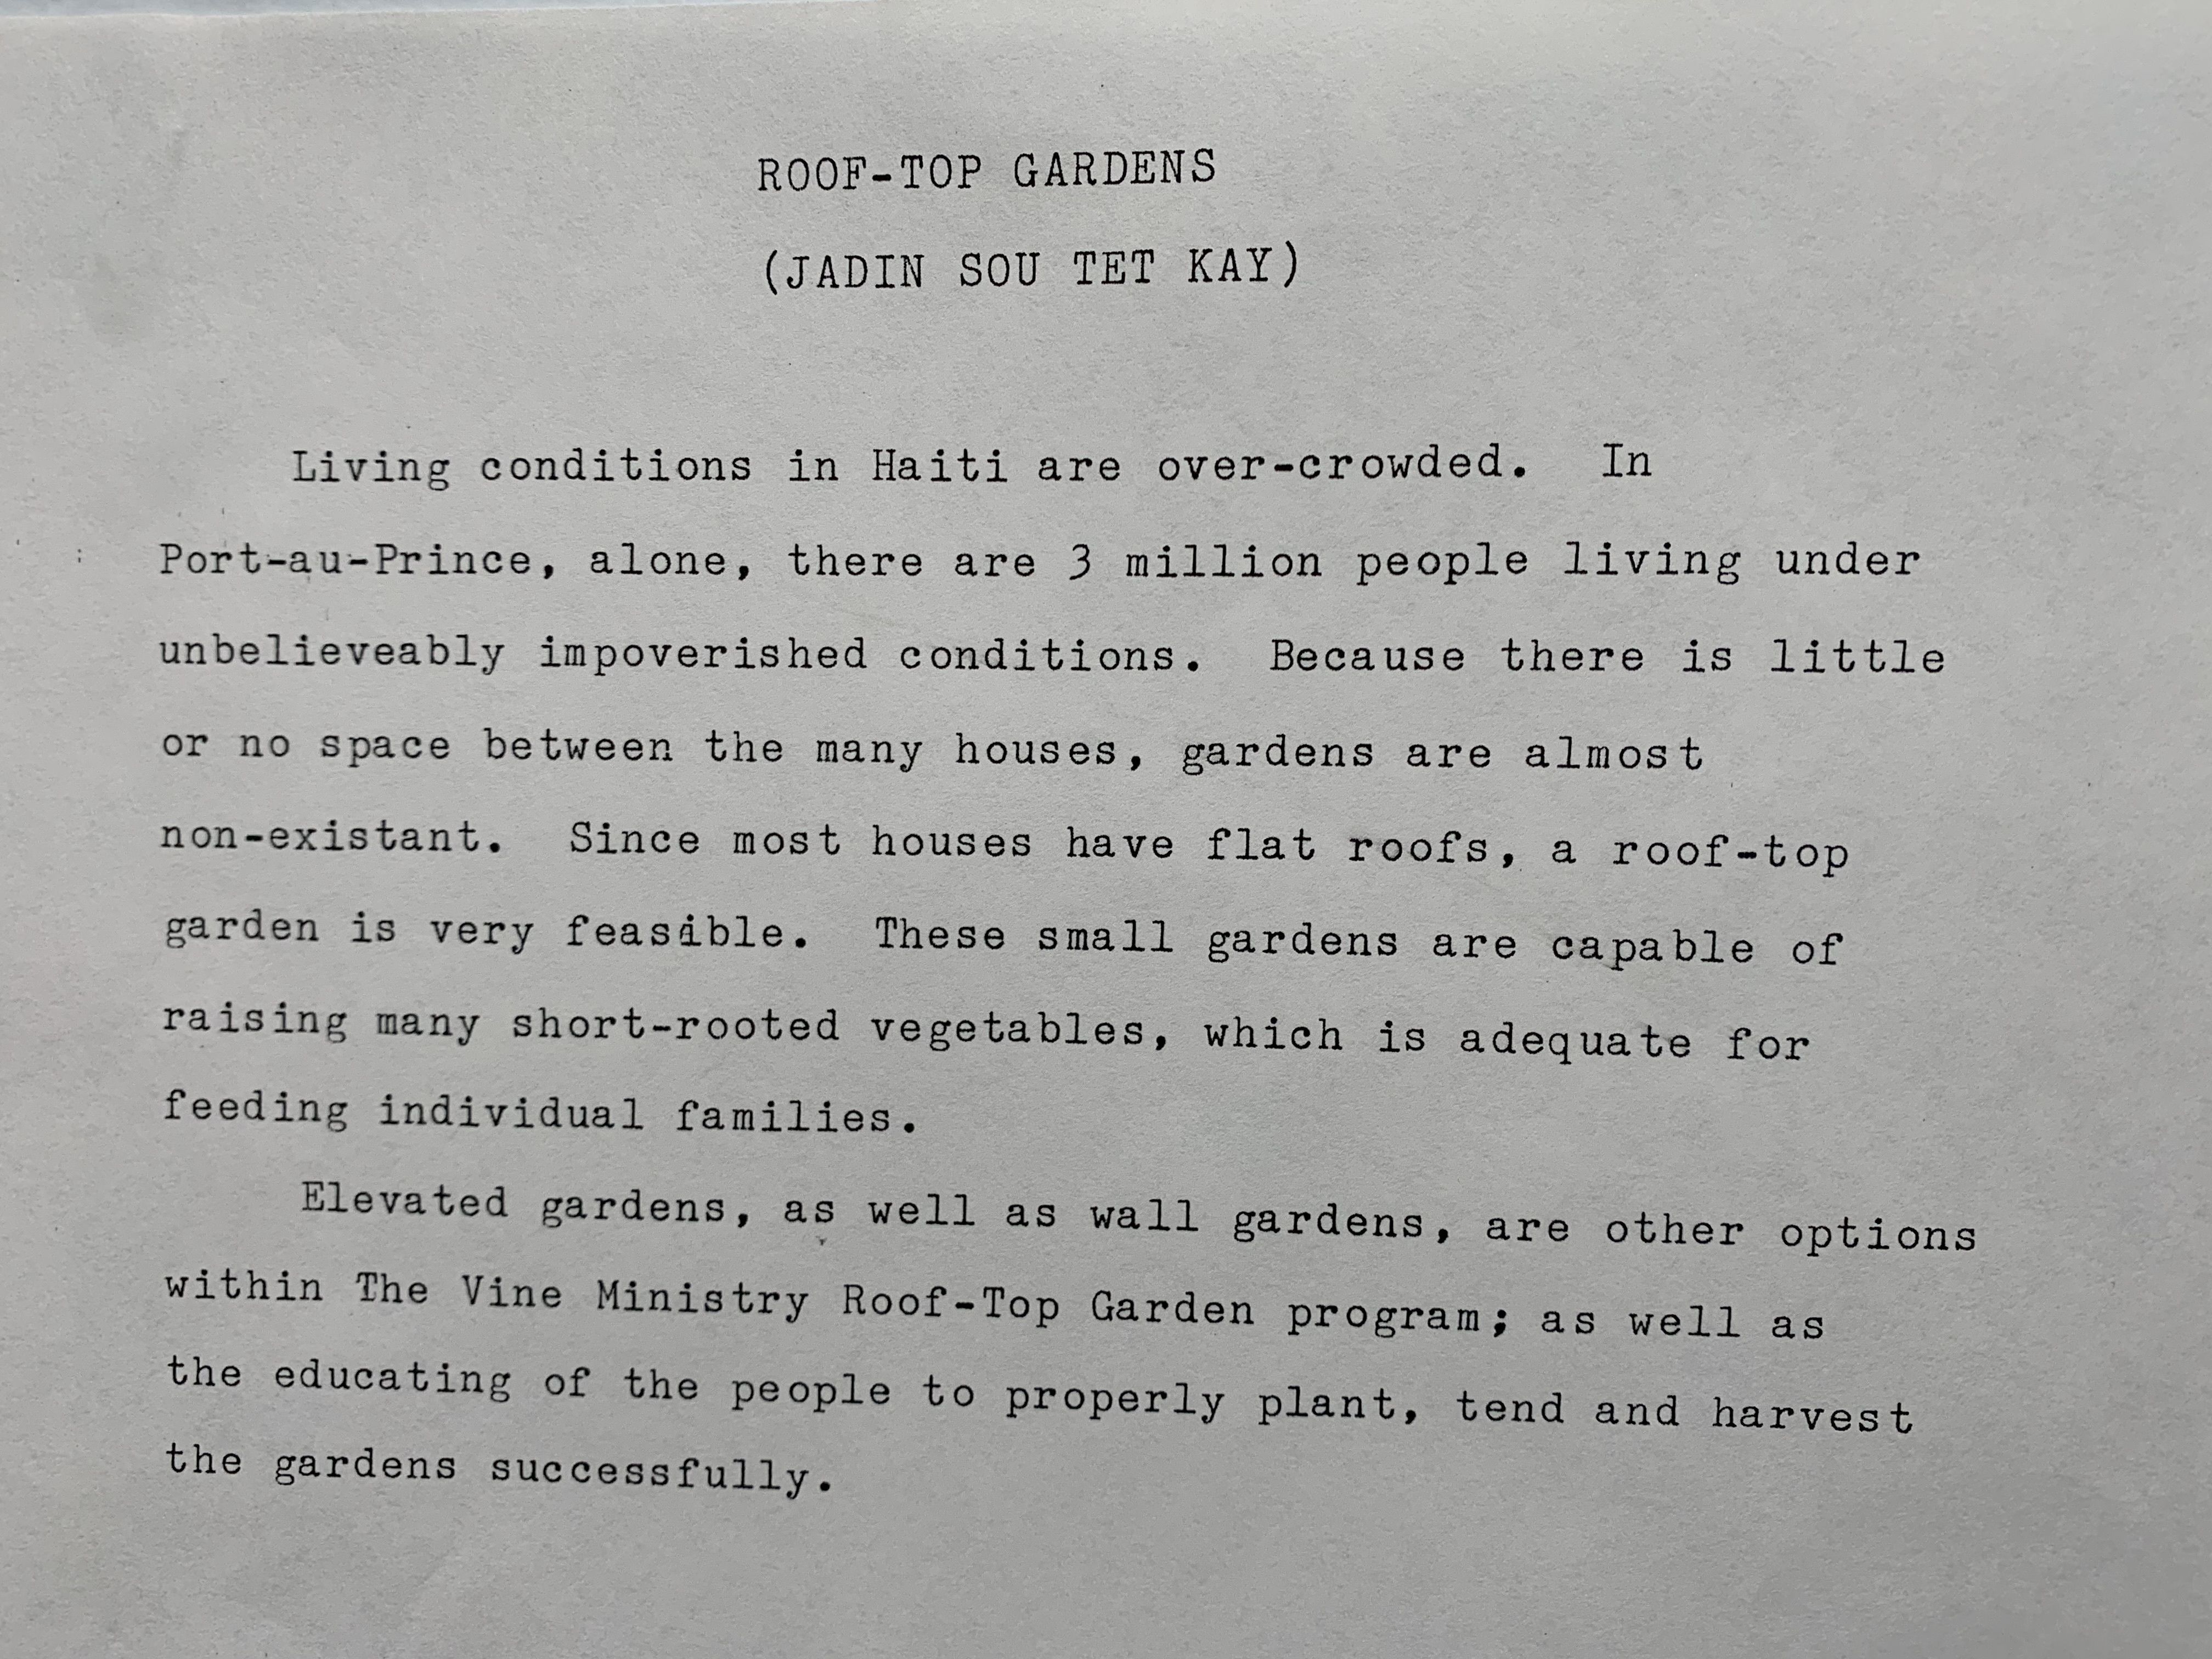 ROOF-TOP GARDENS
(JADIN SOU TET KAY)
Living conditions in Haiti are over-crowded. In
Port-au-Prince, alone, there are 3 million people living under
unbelieveably impoverished conditions. Because there is little
or no space between the many houses, gardens are almost
non-existant. Since most houses have flat roofs, a roof-top
garden is very feasible. These small gardens are capable of
raising many short-rooted vegetables, which is adequate for
feeding individual families.
Elevated gardens, as well as wall gardens, are other options
within The Vine Ministry Roof-Top Garden program; as well as
the educating of the people to properly plant, tend and harvest
the gardens successfully.